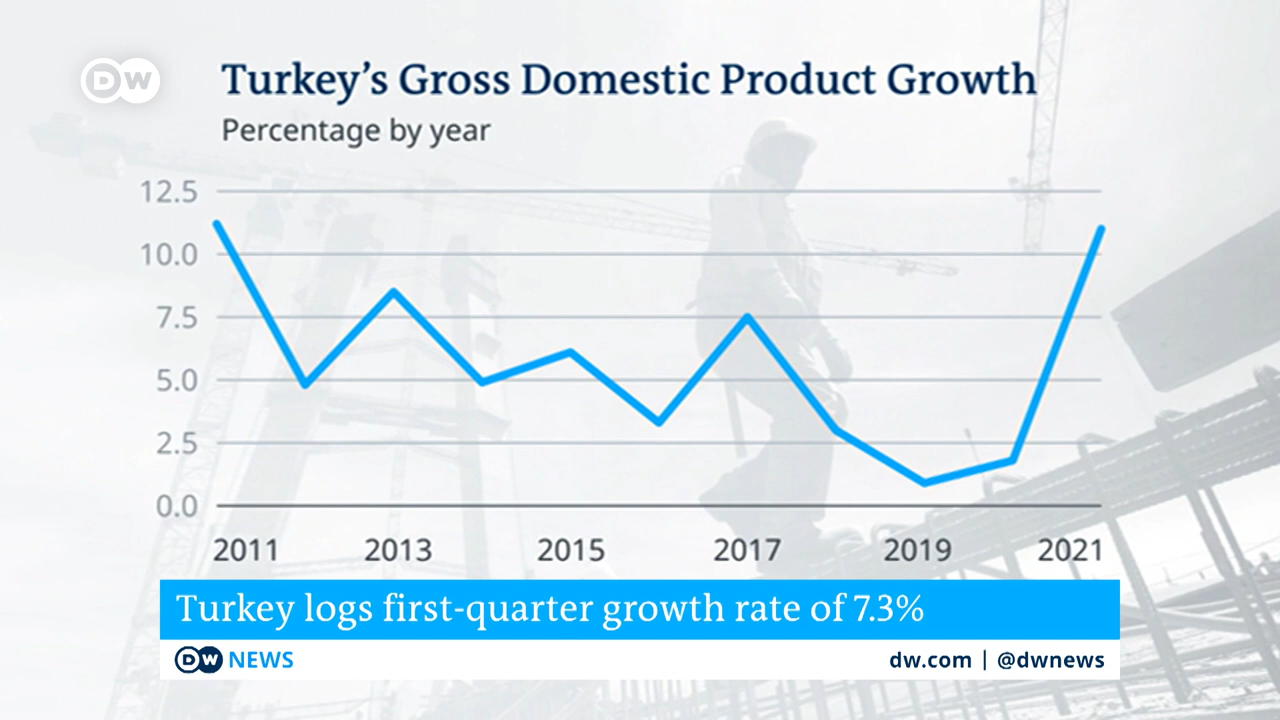 DW
Turkey's Gross Domestic Product Growth
Percentage by year
12.5
10.0
7.5
5.0
2.5
0.0
2011 2013 2015 2017 2019 2021
Turkey logs first-quarter growth rate of 7.3%
DW NEWS dw.com | @dwnews